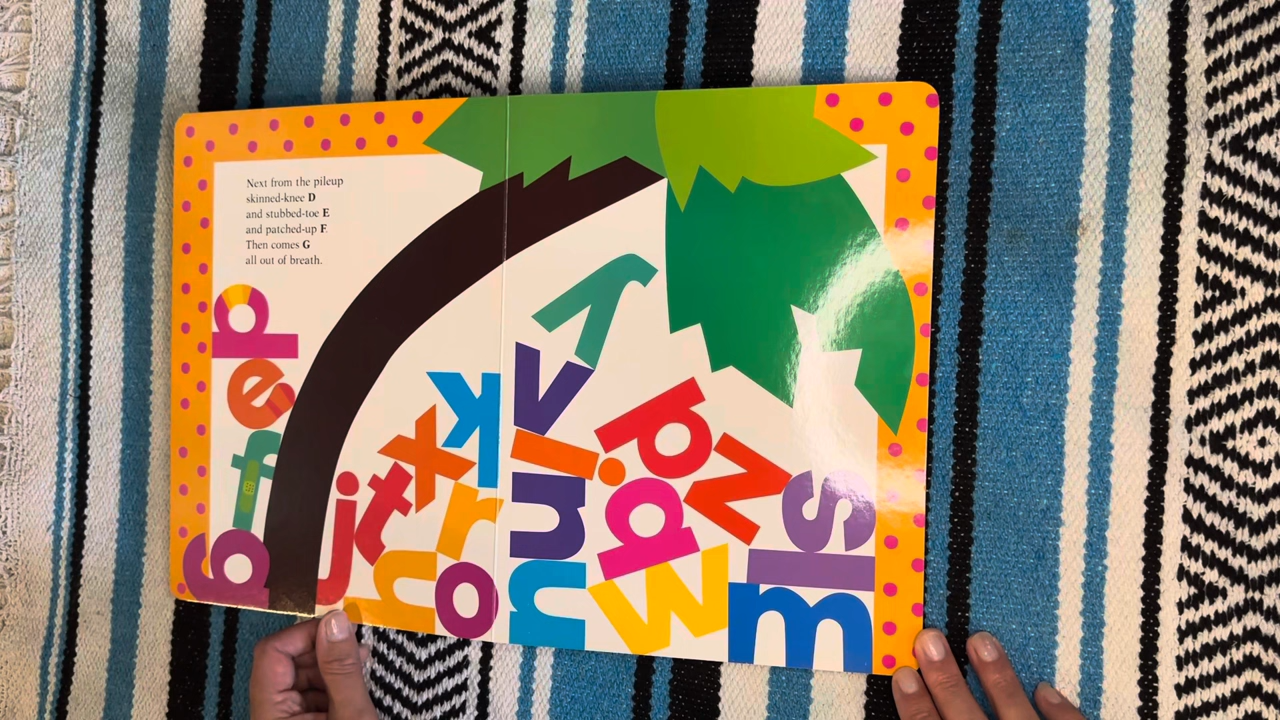 Next from the pileup
skinned-knee D
and stubbed-toe E
and patched-up F.
Then comes G
all out of breath.
d
e
f
g
y
k
v
x
p
i
z
j
t
r
u
q
s
h
o
n
w
l
m